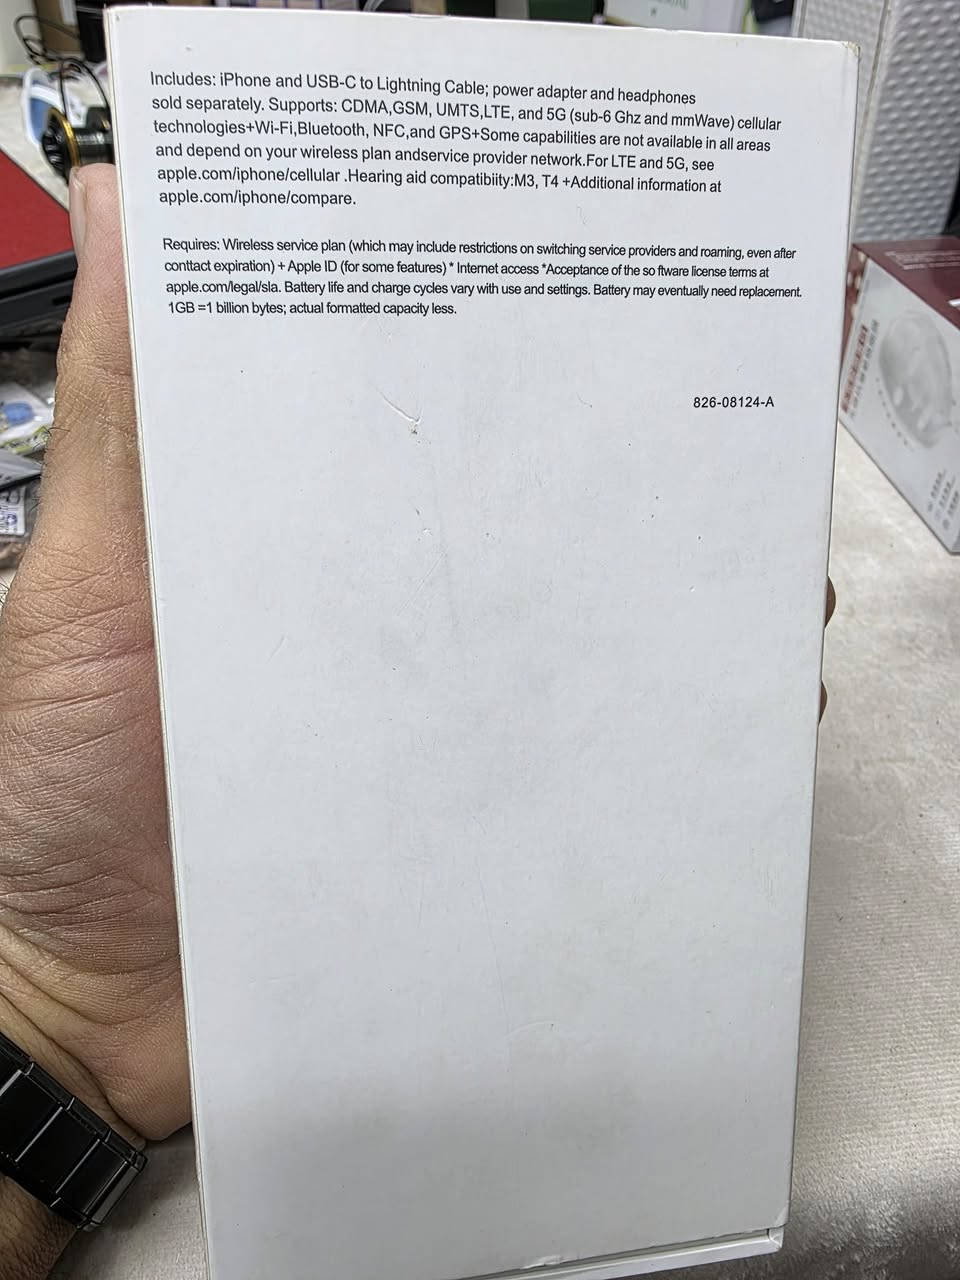 Includes: iPhone and USB-C to Lightning Cable; power adapter and headphones
sold separately. Supports: CDMA,GSM, UMTS,LTE, and 5G (sub-6 Ghz and mmWave) cellular
technologies+Wi-Fi,Bluetooth, NFC,and GPS+Some capabilities are not available in all areas
and depend on your wireless plan andservice provider network.For LTE and 5G, see
apple.com/iphone/cellular .Hearing aid compatibiity:M3, T4 +Additional information at
apple.com/iphone/compare.
Requires: Wireless service plan (which may include restrictions on switching service providers and roaming, even after
conttact expiration) + Apple ID (for some features) * Internet access *Acceptance of the so ftware license terms at
apple.com/legal/sla. Battery life and charge cycles vary with use and settings. Battery may eventually need replacement.
1GB =1 billion bytes; actual formatted capacity less.
826-08124-A